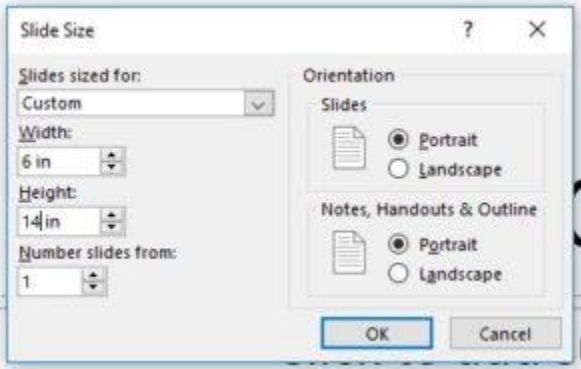 Slide Size
? ×
Slides sized for:
Custom
Width:
6 in
Height:
14 in
Number slides from:
1
Orientation
Slides
Portrait
Landscape
Notes, Handouts & Outline
Portrait
Landscape
OK Cancel